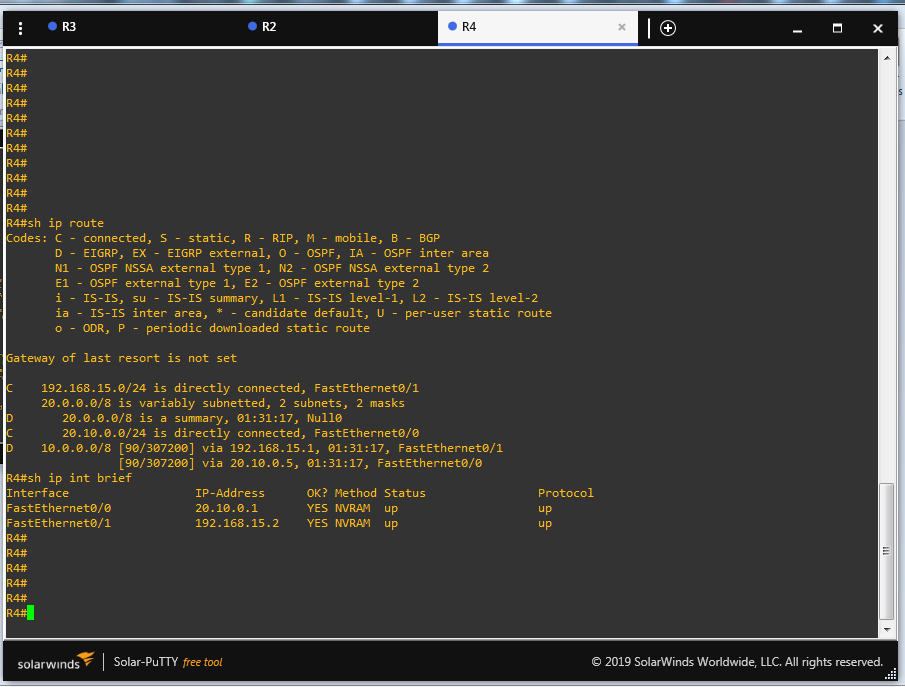 R3 R2 R4
R4#
R4#
R4#
R4#
R4#
R4#
R4#
R4#
R4#
R4#
R4#
R4#sh ip route
Codes: C - connected, S - static, R - RIP, M - mobile, B - BGP
       D - EIGRP, EX - EIGRP external, O - OSPF, IA - OSPF inter area
       N1 - OSPF NSSA external type 1, N2 - OSPF NSSA external type 2
       E1 - OSPF external type 1, E2 - OSPF external type 2
       i - IS-IS, su - IS-IS summary, L1 - IS-IS level-1, L2 - IS-IS level-2
       ia - IS-IS inter area, * - candidate default, U - per-user static route
       o - ODR, P - periodic downloaded static route
Gateway of last resort is not set
C    192.168.15.0/24 is directly connected, FastEthernet0/1
     20.0.0.0/8 is variably subnetted, 2 subnets, 2 masks
D       20.0.0.0/8 is a summary, 01:31:17, Null0
C       20.10.0.0/24 is directly connected, FastEthernet0/0
D    10.0.0.0/8 [90/307200] via 192.168.15.1, 01:31:17, FastEthernet0/1
                [90/307200] via 20.10.0.5, 01:31:17, FastEthernet0/0
R4#sh ip int brief
Interface                  IP-Address      OK? Method Status                Protocol
FastEthernet0/0            20.10.0.1       YES NVRAM  up                    up
FastEthernet0/1            192.168.15.2    YES NVRAM  up                    up
R4#
R4#
R4#
R4#
R4#
R4#
solarwinds Solar-PuTTY free tool © 2019 SolarWinds Worldwide, LLC. All rights reserved.